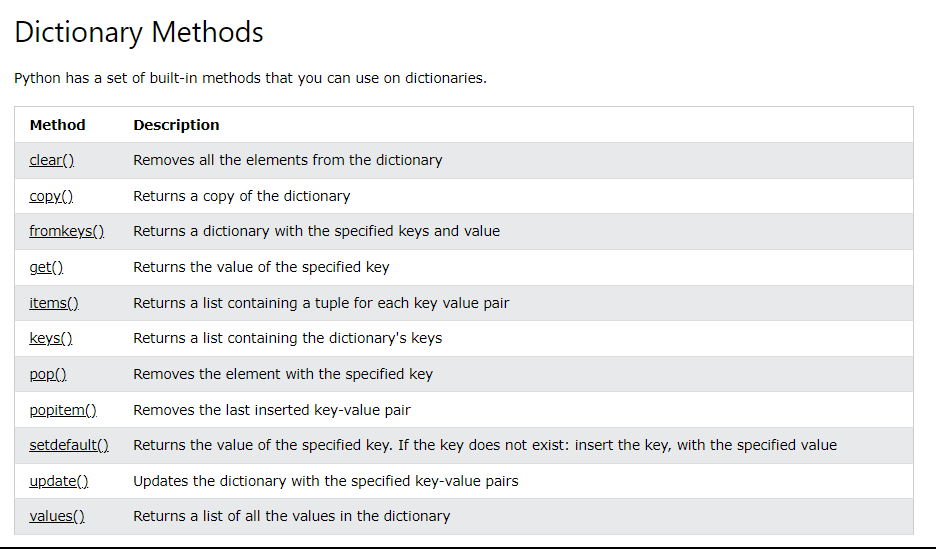 Dictionary Methods
Python has a set of built-in methods that you can use on dictionaries.
Method Description
clear() Removes all the elements from the dictionary
copy() Returns a copy of the dictionary
fromkeys() Returns a dictionary with the specified keys and value
get() Returns the value of the specified key
items() Returns a list containing a tuple for each key value pair
keys() Returns a list containing the dictionary's keys
pop() Removes the element with the specified key
popitem() Removes the last inserted key-value pair
setdefault() Returns the value of the specified key. If the key does not exist: insert the key, with the specified value
update() Updates the dictionary with the specified key-value pairs
values() Returns a list of all the values in the dictionary